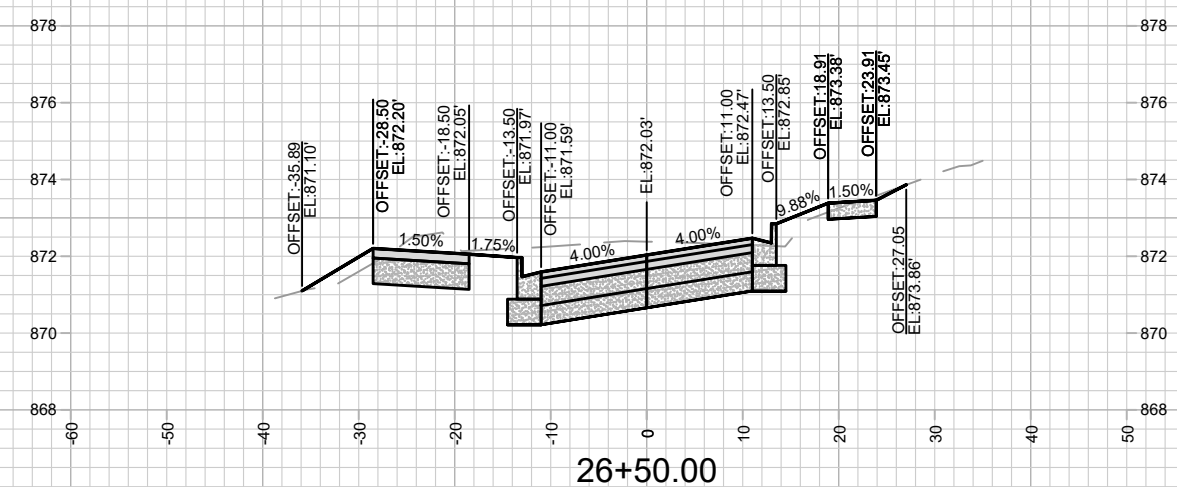 878
878
876
876
874
874
872
872
870
870
868
868
OFFSET:-35.89
EL:871.10'
OFFSET:-28.50
EL:872.20'
OFFSET:-18.50
EL:872.05'
OFFSET:-13.50
EL:871.97'
OFFSET:-11.00
EL:871.59'
EL:872.03'
OFFSET:11.00
EL:872.47'
OFFSET:13.50
EL:872.85'
OFFSET:18.91
EL:873.38'
OFFSET:23.91
EL:873.45'
OFFSET:27.05
EL:873.86'
1.50%
1.75%
4.00%
4.00%
9.88%
1.50%
-60
-50
-40
-30
-20
-10
0
10
20
30
40
50
26+50.00